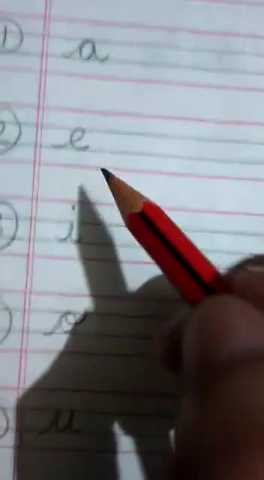 1) a
2) e
3) i
) o
) u